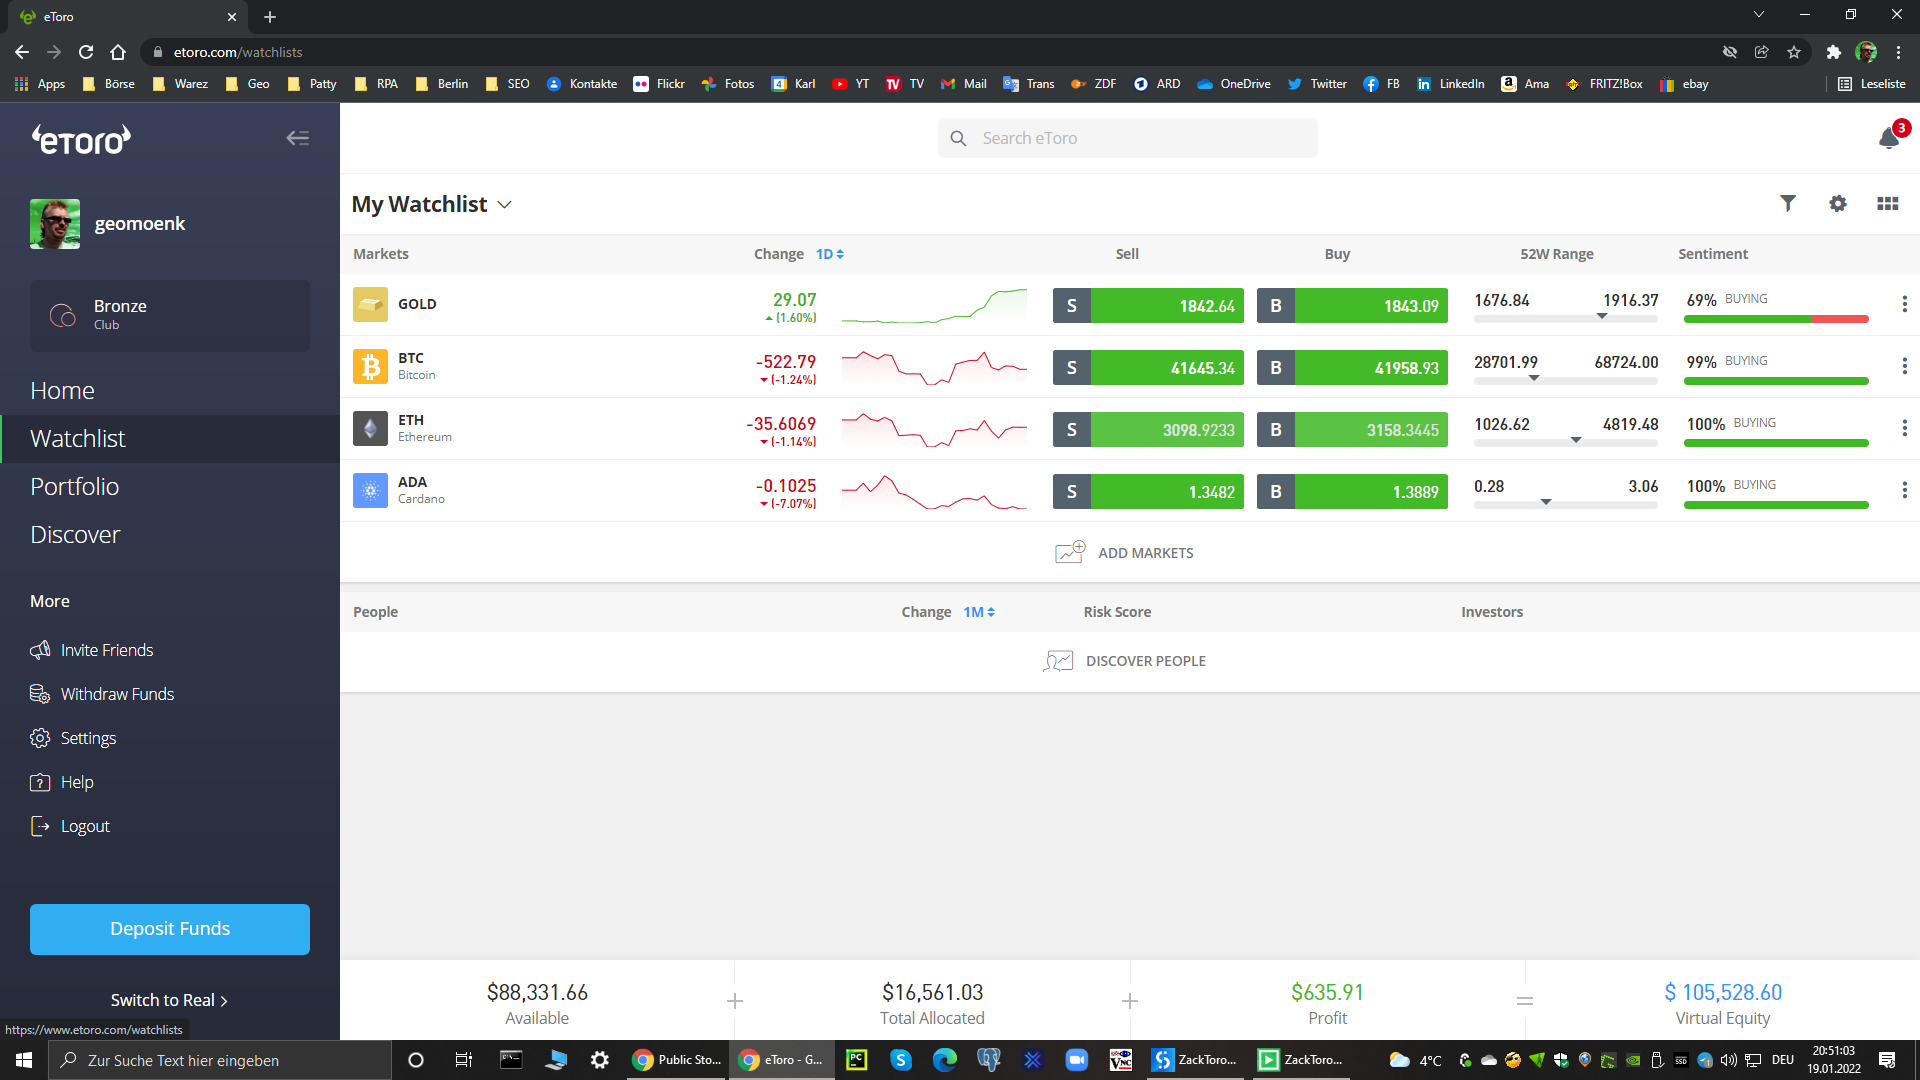 eToro
etoro.com/watchlists
Apps Börse Warez Geo Patty RPA Berlin SEO Kontakte Flickr Fotos 4 Karl YT TV TV Mail Trans ZDF ARD OneDrive Twitter FB LinkedIn Ama FRITZ!Box ebay Leseliste
eToro
Search eToro
3
geomoenk
Bronze
Club
Home
Watchlist
Portfolio
Discover
More
Invite Friends
Withdraw Funds
Settings
Help
Logout
Deposit Funds
Switch to Real >
https://www.etoro.com/watchlists
My Watchlist
Markets Change 1D Sell Buy 52W Range Sentiment
GOLD 29.07 S 1842.64 B 1843.09 1676.84 1916.37 69% BUYING
(1.60%)
BTC -522.79 S 41645.34 B 41958.93 28701.99 68724.00 99% BUYING
Bitcoin (-1.24%)
ETH -35.6069 S 3098.9233 B 3158.3445 1026.62 4819.48 100% BUYING
Ethereum (-1.14%)
ADA -0.1025 S 1.3482 B 1.3889 0.28 3.06 100% BUYING
Cardano (-7.07%)
ADD MARKETS
People Change 1M Risk Score Investors
DISCOVER PEOPLE
$88,331.66 + $16,561.03 + $635.91 = $ 105,528.60
Available Total Allocated Profit Virtual Equity
Zur Suche Text hier eingeben Public Sto... eToro - G... PC ZackToro... ZackToro... 4°C DEU 20:51:03
19.01.2022